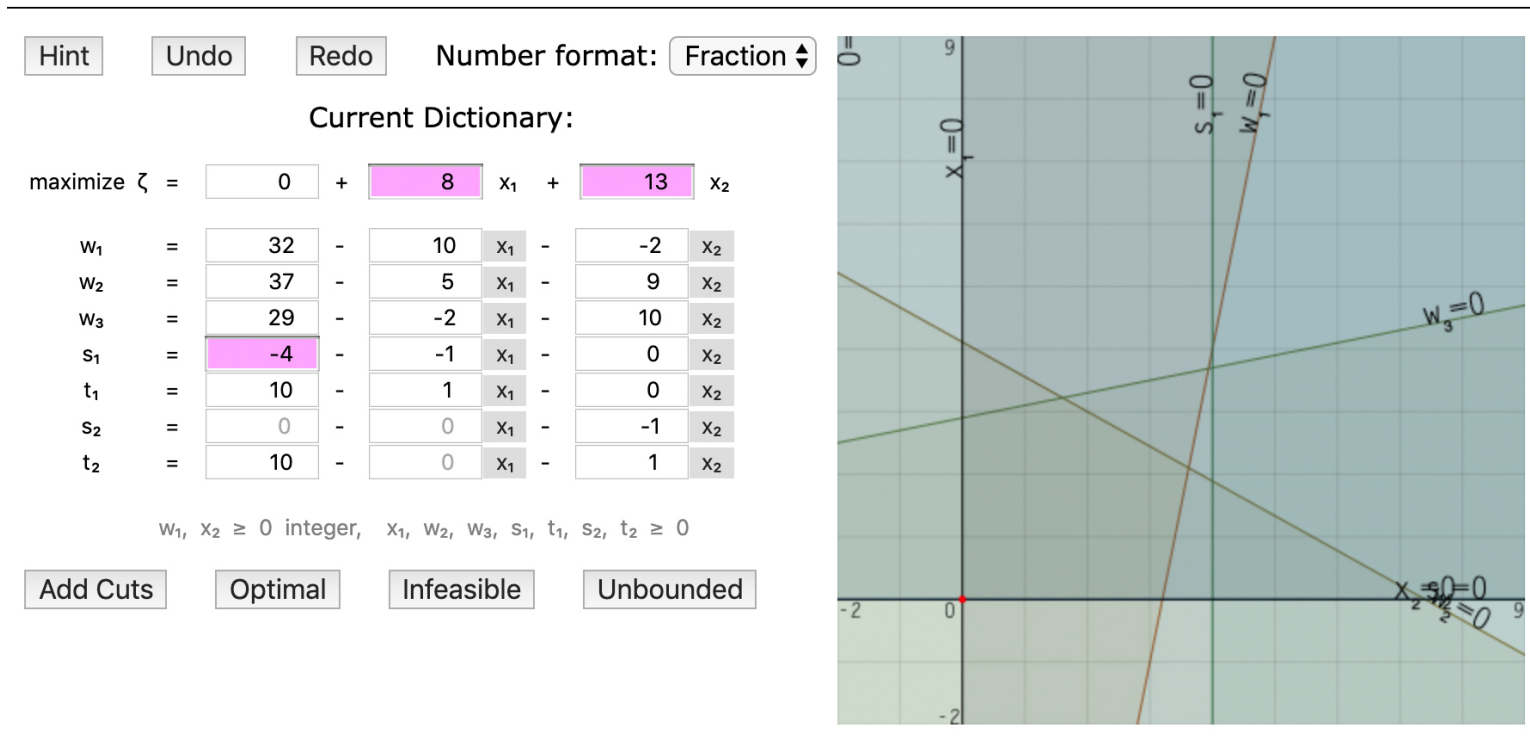 Hint Undo Redo Number format: Fraction
Current Dictionary:
maximize ζ = 0 + 8 x₁ + 13 x₂
w₁ = 32 - 10 x₁ - -2 x₂
w₂ = 37 - 5 x₁ - 9 x₂
w₃ = 29 - -2 x₁ - 10 x₂
s₁ = -4 - -1 x₁ - 0 x₂
t₁ = 10 - 1 x₁ - 0 x₂
s₂ = 0 - 0 x₁ - -1 x₂
t₂ = 10 - 0 x₁ - 1 x₂
w₁, x₂ ≥ 0 integer, x₁, w₂, w₃, s₁, t₁, s₂, t₂ ≥ 0
Add Cuts Optimal Infeasible Unbounded
0=
9
x₁=0
s₁=0
w₁=0
w₃=0
x₂=0
=0
-2
0
9
-2